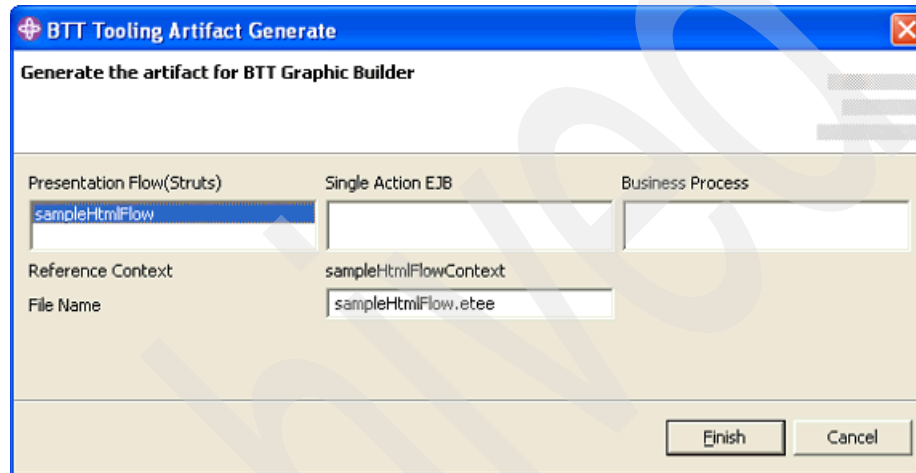 BTT Tooling Artifact Generate
Generate the artifact for BTT Graphic Builder
Presentation Flow(Struts) Single Action EJB Business Process
sampleHtmlFlow
Reference Context sampleHtmlFlowContext
File Name sampleHtmlFlow.etee
Finish Cancel